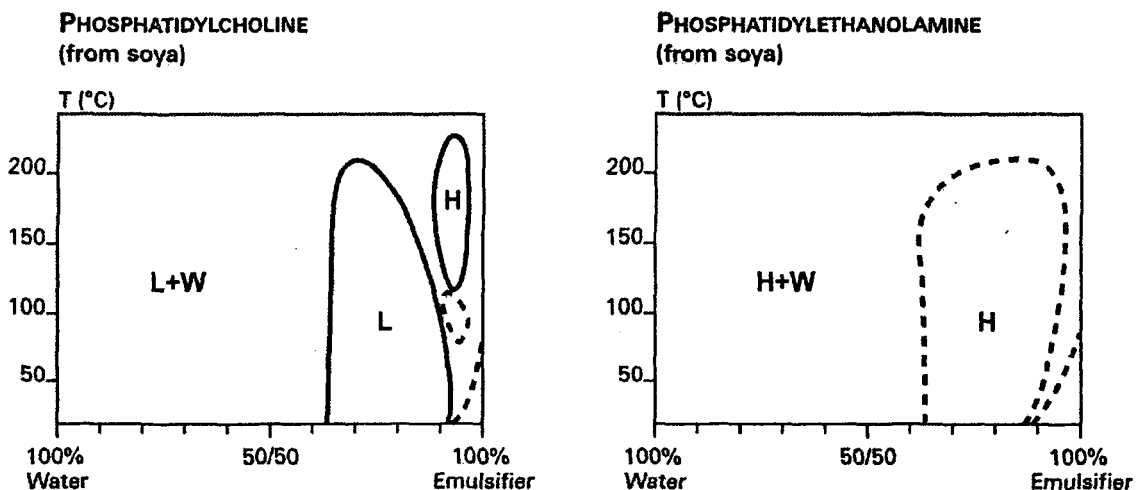 PHOSPHATIDYLCHOLINE
(from soya)
T (°C)
200
150
100
50
L+W
L
H
100%
Water
50/50
100%
Emulsifier
PHOSPHATIDYLETHANOLAMINE
(from soya)
T (°C)
200
150
100
50
H+W
H
100%
Water
50/50
100%
Emulsifier